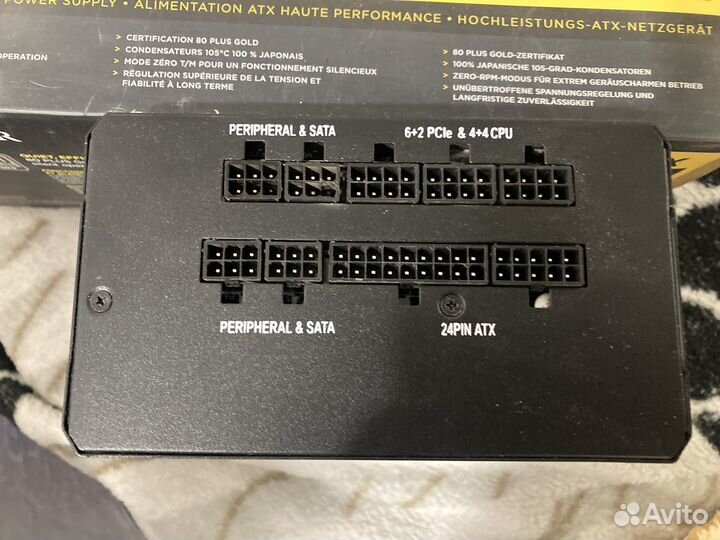 POWER SUPPLY • ALIMENTATION ATX HAUTE PERFORMANCE • HOCHLEISTUNGS-ATX-NETZGERÄT
OPERATION
CERTIFICATION 80 PLUS GOLD
CONDENSATEURS 105°C 100 % JAPONAIS
MODE ZÉRO T/M POUR UN FONCTIONNEMENT SILENCIEUX
RÉGULATION SUPÉRIEURE DE LA TENSION ET
FIABILITÉ À LONG TERME
80 PLUS GOLD-ZERTIFIKAT
100% JAPANISCHE 105-GRAD-KONDENSATOREN
ZERO-RPM-MODUS FÜR EXTREM GERÄUSCHARMEN BETRIEB
UNÜBERTROFFENE SPANNUNGSREGELUNG UND
LANGFRISTIGE ZUVERLÄSSIGKEIT
PERIPHERAL & SATA
6+2 PCIe & 4+4 CPU
PERIPHERAL & SATA
24PIN ATX
Avito